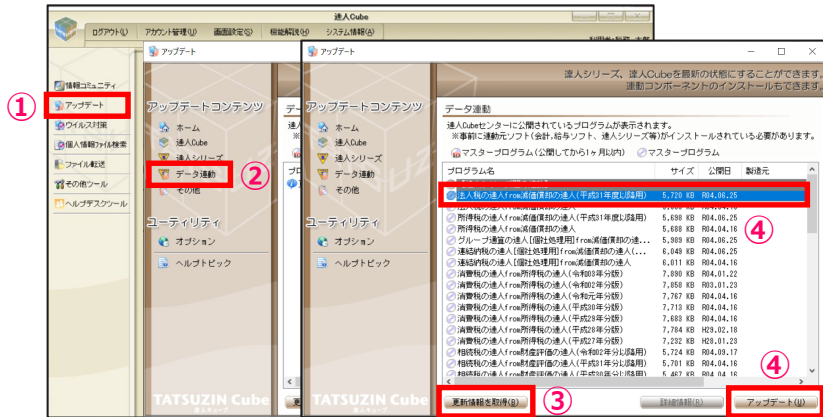 達人Cube
ログアウト(L) アカウント管理(U) 画面設定(G) 機能解説(H) システム情報(A)
情報コミュニティ
①
アップデート
ウイルス対策
個人情報ファイル検索
ファイル転送
その他ツール
ヘルプデスクツール
アップデート
アップデートコンテンツ
ホーム
達人Cube
達人シリーズ
データ連動
②
その他
ユーティリティ
オプション
ヘルプトピック
TATSUZIN Cube
アップデート
アップデートコンテンツ
ホーム
達人Cube
達人シリーズ
データ連動
その他
ユーティリティ
オプション
ヘルプトピック
TATSUZIN Cube
達人キューブ
達人シリーズ、達人Cubeを最新の状態にすることができます。
連動コンポーネントのインストールもできます。
データ連動
達人Cubeセンターに公開されているプログラムが表示されます。
※事前に連動元ソフト(会計、給与ソフト、達人シリーズ等)がインストールされている必要があります。
マスタープログラム(公開してから1ヶ月以内) マスタープログラム
プログラム名 サイズ 公開日 製造元
法人税の達人from減価償却の達人(平成31年度以降用) 5,720 KB R04.06.25
所得税の達人from減価償却の達人(平成31年度以降用) 5,698 KB R04.06.25
所得税の達人from減価償却の達人 5,688 KB R04.04.16
④
グループ通算の達人[個社処理用]from減価償却の達... 5,989 KB R04.06.25
連結納税の達人[個社処理用]from減価償却の達人(... 6,049 KB R04.06.25
連結納税の達人[個社処理用]from減価償却の達人 6,011 KB R04.04.16
消費税の達人from所得税の達人(令和03年分版) 7,890 KB R04.01.22
消費税の達人from所得税の達人(令和02年分版) 7,858 KB R03.01.23
消費税の達人from所得税の達人(令和元年分版) 7,767 KB R04.04.16
消費税の達人from所得税の達人(平成30年分版) 7,713 KB R04.04.16
消費税の達人from所得税の達人(平成29年分版) 7,683 KB R04.04.16
消費税の達人from所得税の達人(平成28年分版) 7,784 KB H29.02.18
消費税の達人from所得税の達人(平成27年分版) 7,232 KB H28.01.23
相続税の達人from財産評価の達人(令和02年分以降用) 5,724 KB R04.09.17
相続税の達人from財産評価の達人(平成31年分用) 5,701 KB R04.04.16
相続税の達人from財産評価の達人(平成30年分用) 5,467 KB R04.04.16
更新情報を取得(B)
③
詳細情報(R)
④
アップデート(U)